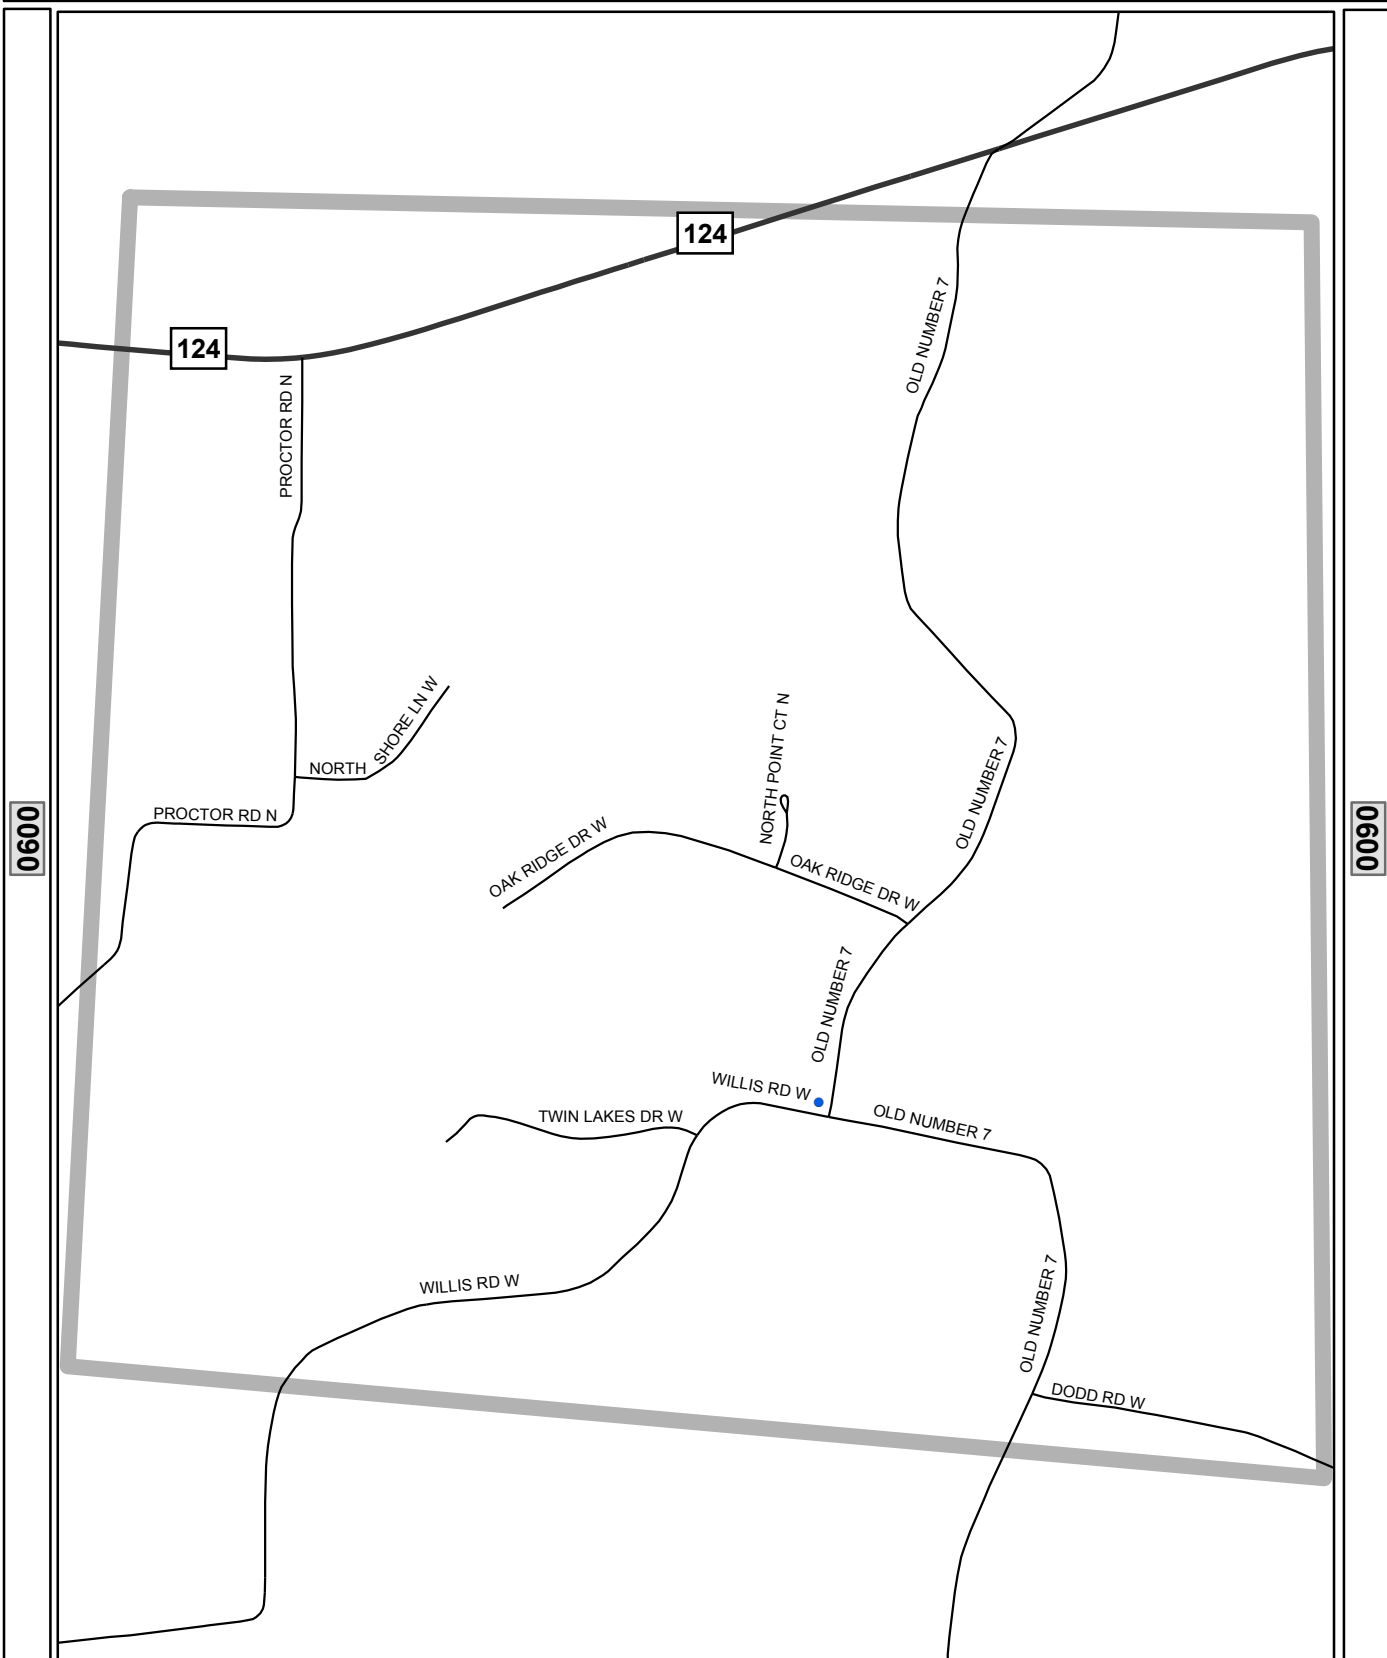 124
124
OLD NUMBER 7
PROCTOR RD N
SHORE LN W
NORTH
NORTH POINT CT N
OLD NUMBER 7
PROCTOR RD N
0600
0600
OAK RIDGE DR W
OAK RIDGE DR W
OLD NUMBER 7
WILLIS RD W
TWIN LAKES DR W
OLD NUMBER 7
WILLIS RD W
OLD NUMBER 7
DODD RD W